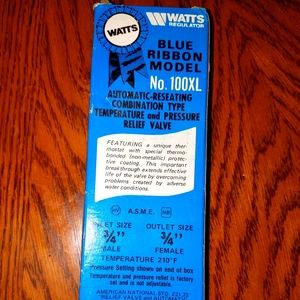 WATTS
REGULATOR
WATTS
BLUE
RIBBON
MODEL
No. 100XL
AUTOMATIC-RESEATING
COMBINATION TYPE
TEMPERATURE and PRESSURE
RELIEF VALVE
FEATURING a unique ther-
mostat with special thermo-
bonded (non-metallic) protec-
tive coating. This important
breakthrough extends effective
life of the valve by overcoming
problems created by adverse
water conditions.
A.S.M.E.
LET SIZE OUTLET SIZE
3/4" 3/4"
MALE FEMALE
TEMPERATURE 210°F
Pressure Setting shown on end of box
Temperature and pressure is factory
set and is not adjustable.
AMERICAN NATIONAL STD.
RELIEF VALVE